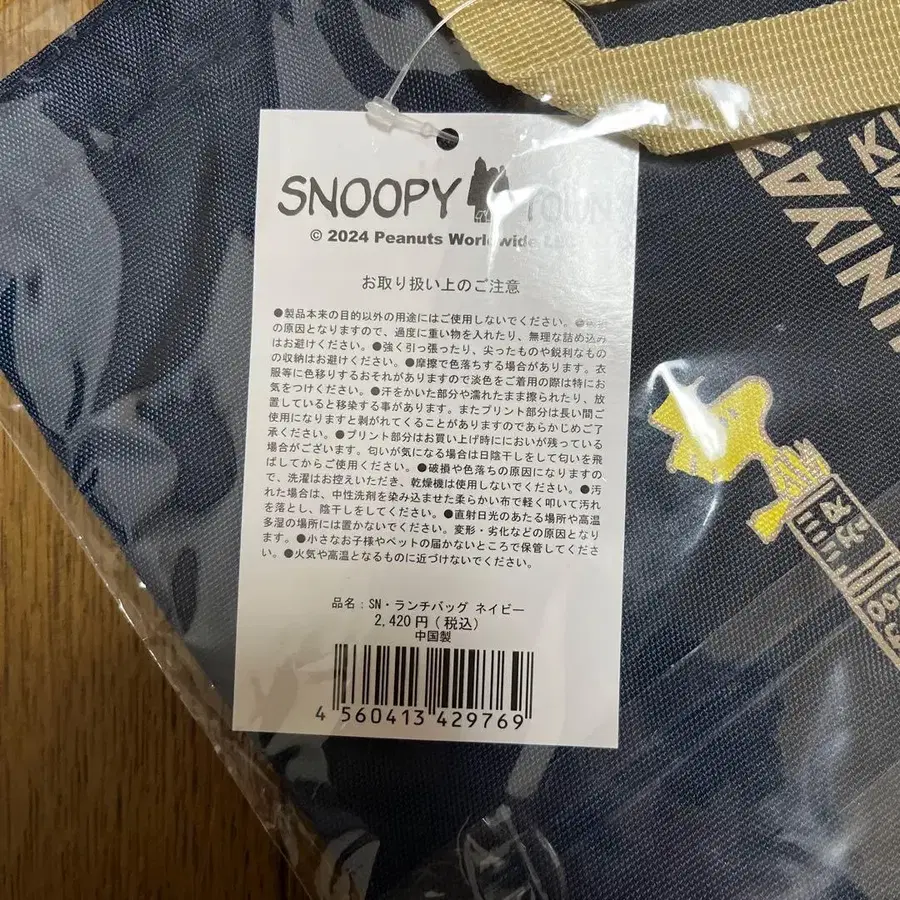 SNOOPY TOWN
© 2024 Peanuts Worldwide LLC
お取り扱い上のご注意
●製品本来の目的以外の用途にはご使用しないでください。●破損
の原因となりますので、過度に重い物を入れたり、無理な詰め込み
はお避けください。●強く引っ張ったり、尖ったものや鋭利なもの
の収納はお避けください。●摩擦で色落ちする場合があります。衣
服等に色移りするおそれがありますので淡色をご着用の際は特にお
気をつけください。●汗をかいた部分や濡れたまま擦られたり、放
置していると移染する事があります。またプリント部分は長い間ご
使用になりますと剥がれてくることがありますのであらかじめご了
承ください。●プリント部分はお買い上げ時ににおいが残っている
場合がございます。匂いが気になる場合は日陰干しをして匂いを飛
ばしてからご使用ください。●破損や色落ちの原因になりますの
で、洗濯はお控えいただき、乾燥機は使用しないでください。●汚
れた場合は、中性洗剤を染み込ませた柔らかい布で軽く叩いて汚れ
を落とし、陰干しをしてください。●直射日光のあたる場所や高温
多湿の場所には置かないでください。変形・劣化などの原因となり
ます。●小さなお子様やペットの届かないところで保管してくださ
い。●火気や高温となるものに近づけないでください。
品名：SN・ランチバッグ ネイビー
2,420円(税込)
中国製
4 560413 429769